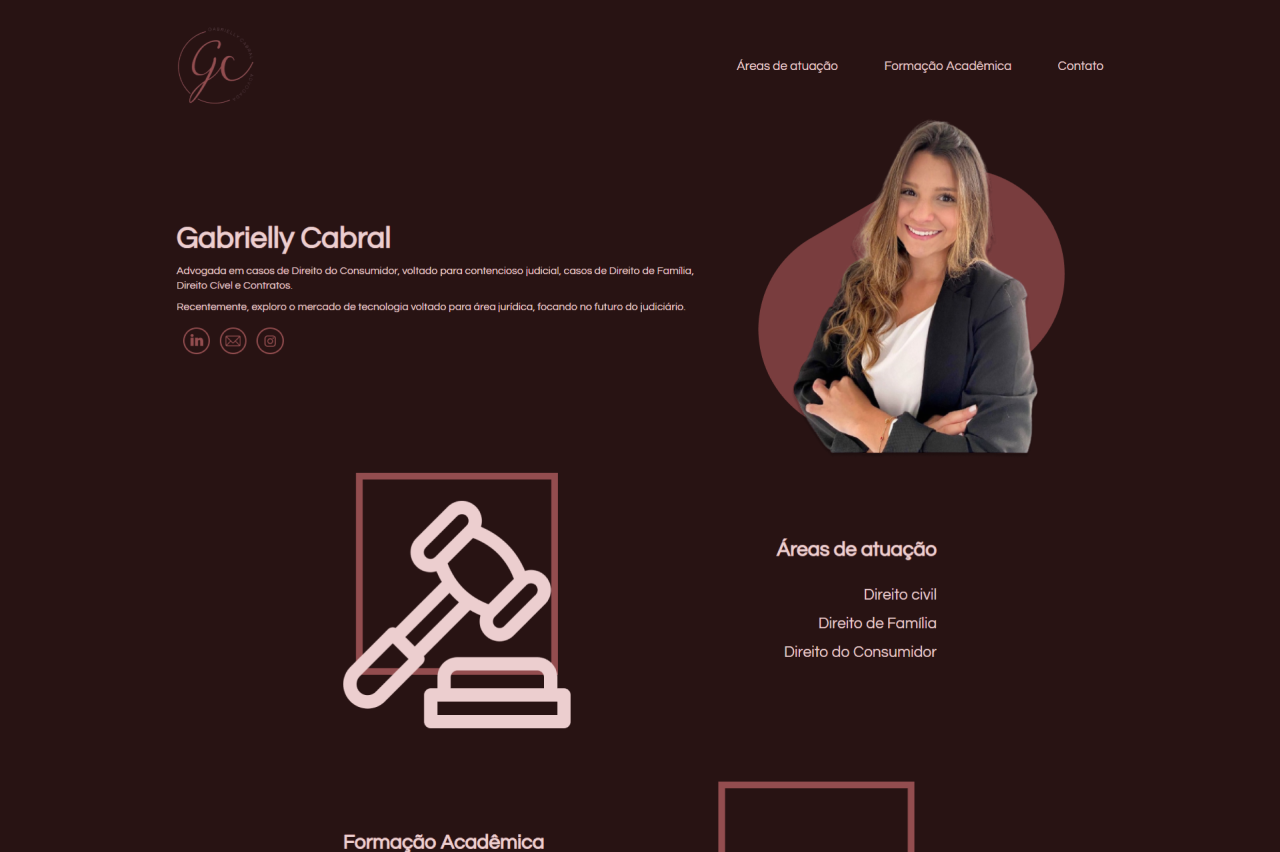 gc
Áreas de atuação
Formação Acadêmica
Contato
Gabrielly Cabral
Advogada em casos de Direito do Consumidor, voltado para contencioso judicial, casos de Direito de Família,
Direito Cível e Contratos.
Recentemente, exploro o mercado de tecnologia voltado para área jurídica, focando no futuro do judiciário.
in
Áreas de atuação
Direito civil
Direito de Família
Direito do Consumidor
Formação Acadêmica